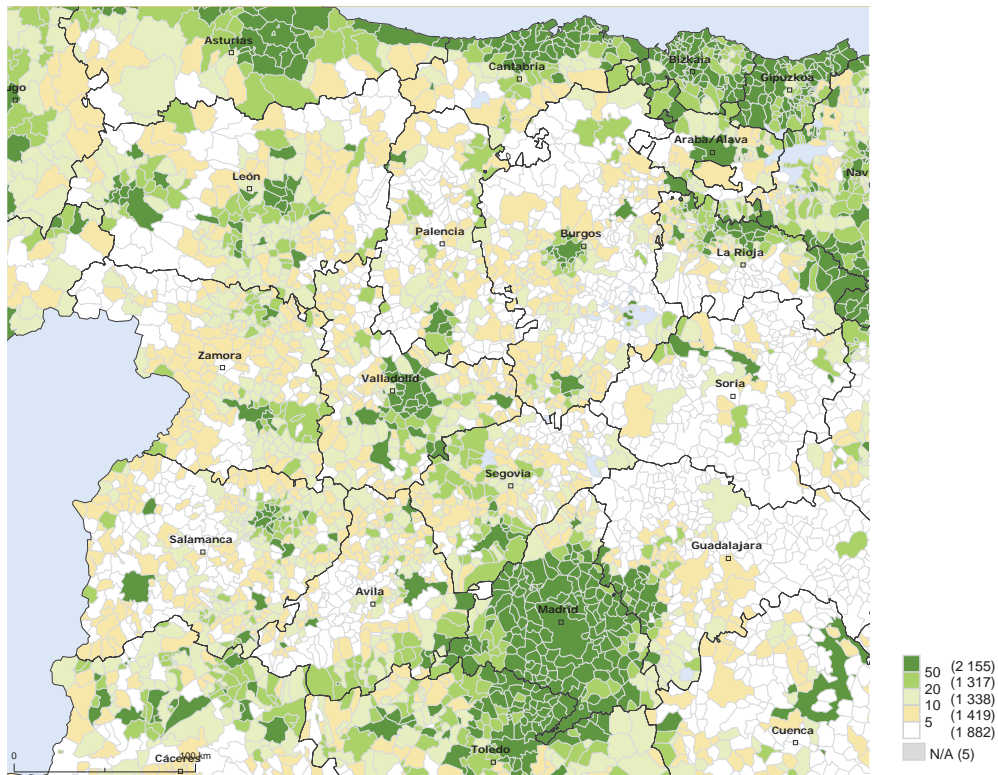 Asturias
Cantabria
Bizkaia
Gipuzkoa
ugo
Araba/Álava
León
Nav
Palencia
Burgos
La Rioja
Zamora
Valladolid
Soria
Segovia
Salamanca
Guadalajara
Avila
Madrid
Cuenca
Toledo
Cáceres
0
100 km
50
20
10
5
(2 155)
(1 317)
(1 338)
(1 419)
(1 882)
N/A (5)